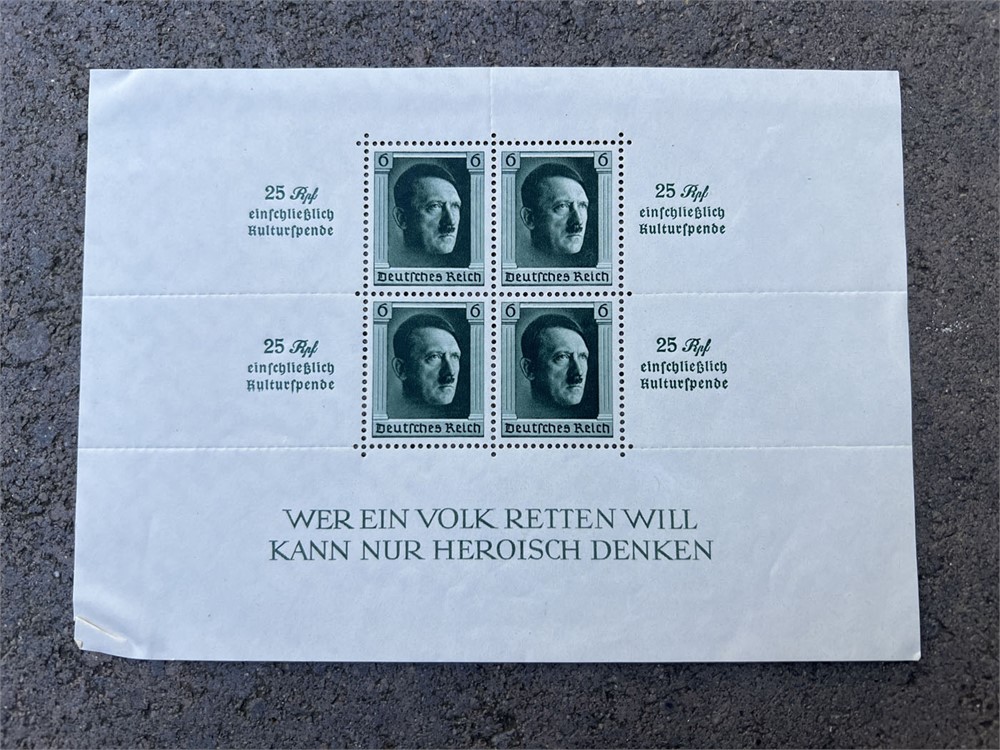 25 Rpf
einschließlich
Kulturspende
6 6
Deutsches Reich
6 6
Deutsches Reich
25 Rpf
einschließlich
Kulturspende
25 Rpf
einschließlich
Kulturspende
6 6
Deutsches Reich
6 6
Deutsches Reich
25 Rpf
einschließlich
Kulturspende
WER EIN VOLK RETTEN WILL
KANN NUR HEROISCH DENKEN